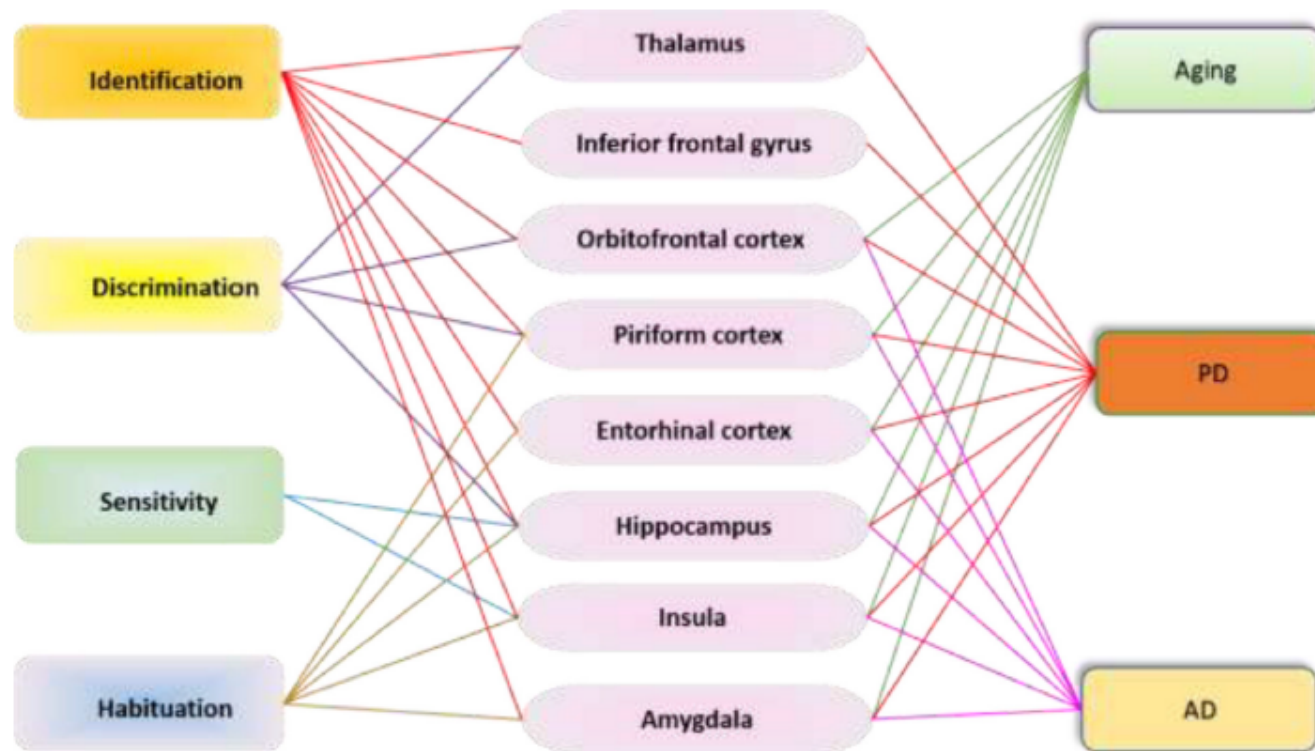 Identification
Discrimination
Sensitivity
Habituation
Thalamus
Inferior frontal gyrus
Orbitofrontal cortex
Piriform cortex
Entorhinal cortex
Hippocampus
Insula
Amygdala
Aging
PD
AD